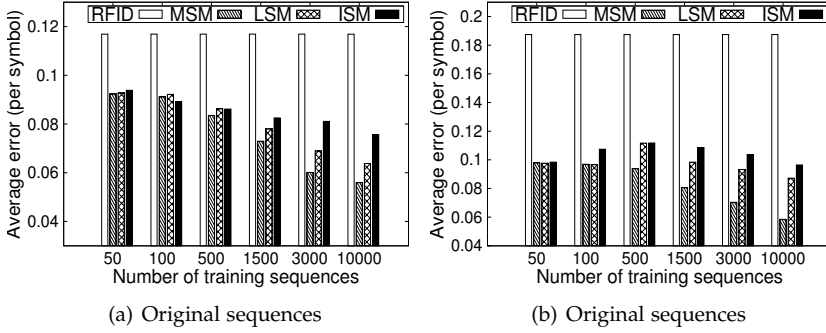 RFID MSM LSM ISM
0.12
0.1
0.08
0.06
0.04
Average error (per symbol)
50 100 500 1500 3000 10000
Number of training sequences
(a) Original sequences
RFID MSM LSM ISM
0.2
0.18
0.16
0.14
0.12
0.1
0.08
0.06
0.04
Average error (per symbol)
50 100 500 1500 3000 10000
Number of training sequences
(b) Original sequences